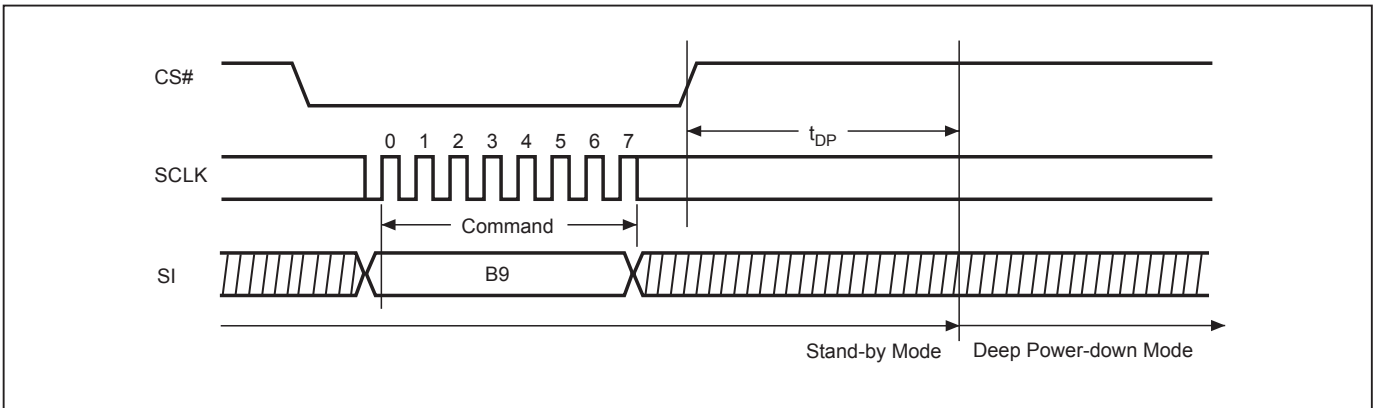 CS#
t_DP
0 1 2 3 4 5 6 7
SCLK
Command
SI
B9
Stand-by Mode
Deep Power-down Mode